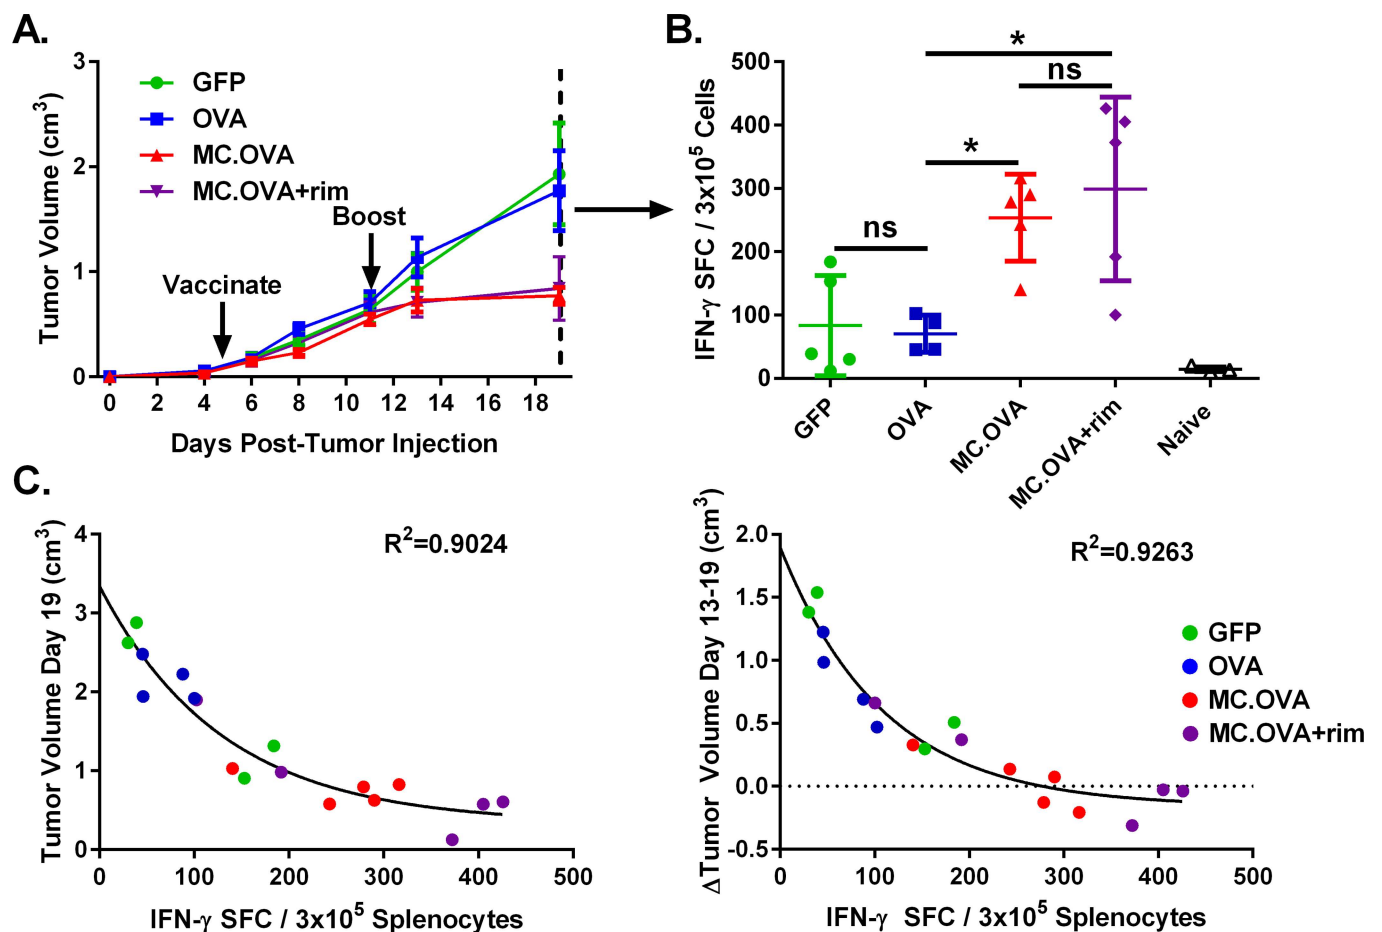 A.
Tumor Volume (cm³)
3
2
1
0
GFP
OVA
MC.OVA
MC.OVA+rim
Vaccinate
Boost
0 2 4 6 8 10 12 14 16 18
Days Post-Tumor Injection
B.
IFN-γ SFC / 3x10⁵ Cells
500
400
300
200
100
0
*
ns
*
ns
GFP
OVA
MC.OVA
MC.OVA+rim
Naive
C.
Tumor Volume Day 19 (cm³)
4
3
2
1
0
R²=0.9024
0 100 200 300 400 500
IFN-γ SFC / 3x10⁵ Splenocytes
ΔTumor Volume Day 13-19 (cm³)
2.0
1.5
1.0
0.5
0.0
-0.5
R²=0.9263
GFP
OVA
MC.OVA
MC.OVA+rim
0 100 200 300 400 500
IFN-γ SFC / 3x10⁵ Splenocytes